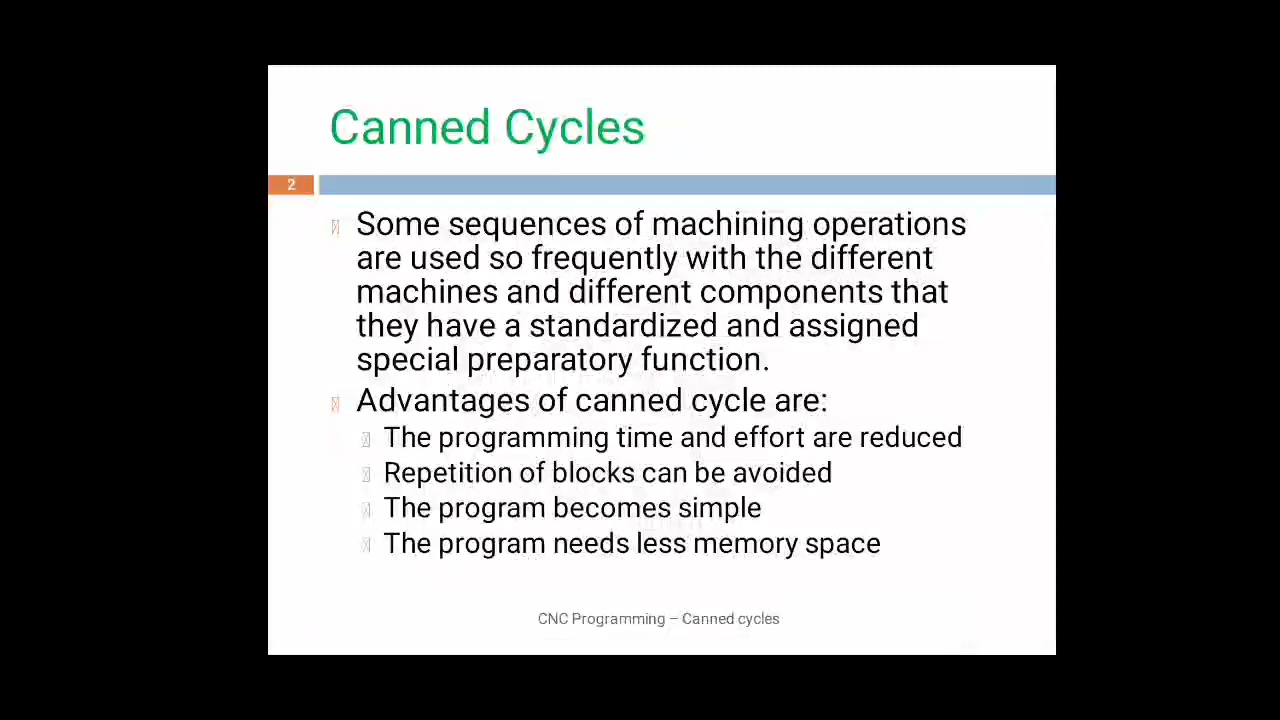 Canned Cycles
2
Some sequences of machining operations
are used so frequently with the different
machines and different components that
they have a standardized and assigned
special preparatory function.
Advantages of canned cycle are:
The programming time and effort are reduced
Repetition of blocks can be avoided
The program becomes simple
The program needs less memory space
CNC Programming – Canned cycles